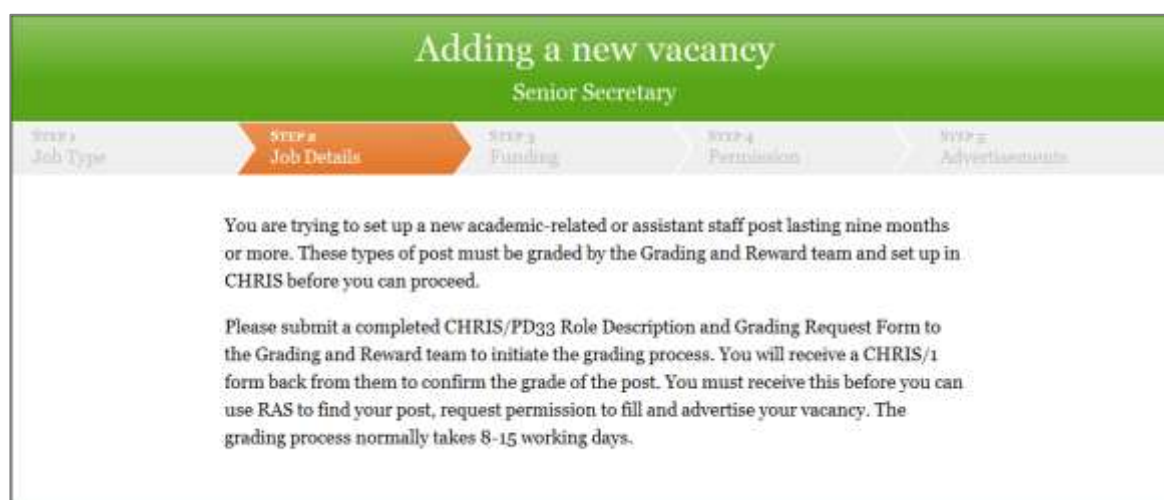 Adding a new vacancy
Senior Secretary
STEP 1
Job Type
STEP 2
Job Details
STEP 3
Funding
STEP 4
Permission
STEP 5
Advertisements
You are trying to set up a new academic-related or assistant staff post lasting nine months
or more. These types of post must be graded by the Grading and Reward team and set up in
CHRIS before you can proceed.
Please submit a completed CHRIS/PD33 Role Description and Grading Request Form to
the Grading and Reward team to initiate the grading process. You will receive a CHRIS/1
form back from them to confirm the grade of the post. You must receive this before you can
use RAS to find your post, request permission to fill and advertise your vacancy. The
grading process normally takes 8-15 working days.